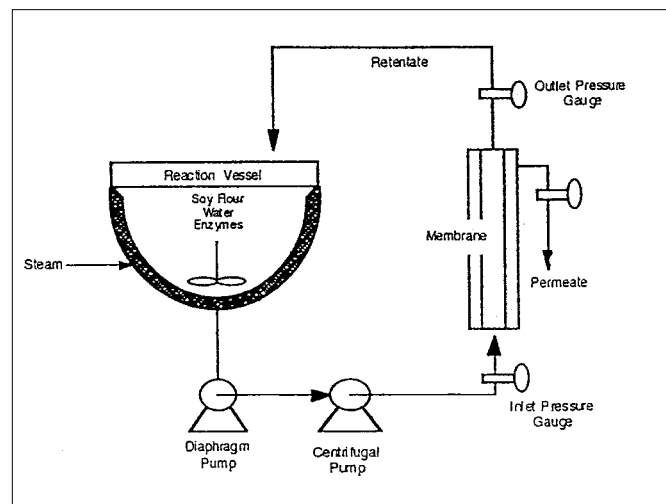 Retentate
Outlet Pressure
Gauge
Reaction Vessel
Soy Flour
Water
Enzymes
Membrane
Steam
Permeate
Inlet Pressure
Gauge
Diaphragm
Pump
Centrifugal
Pump